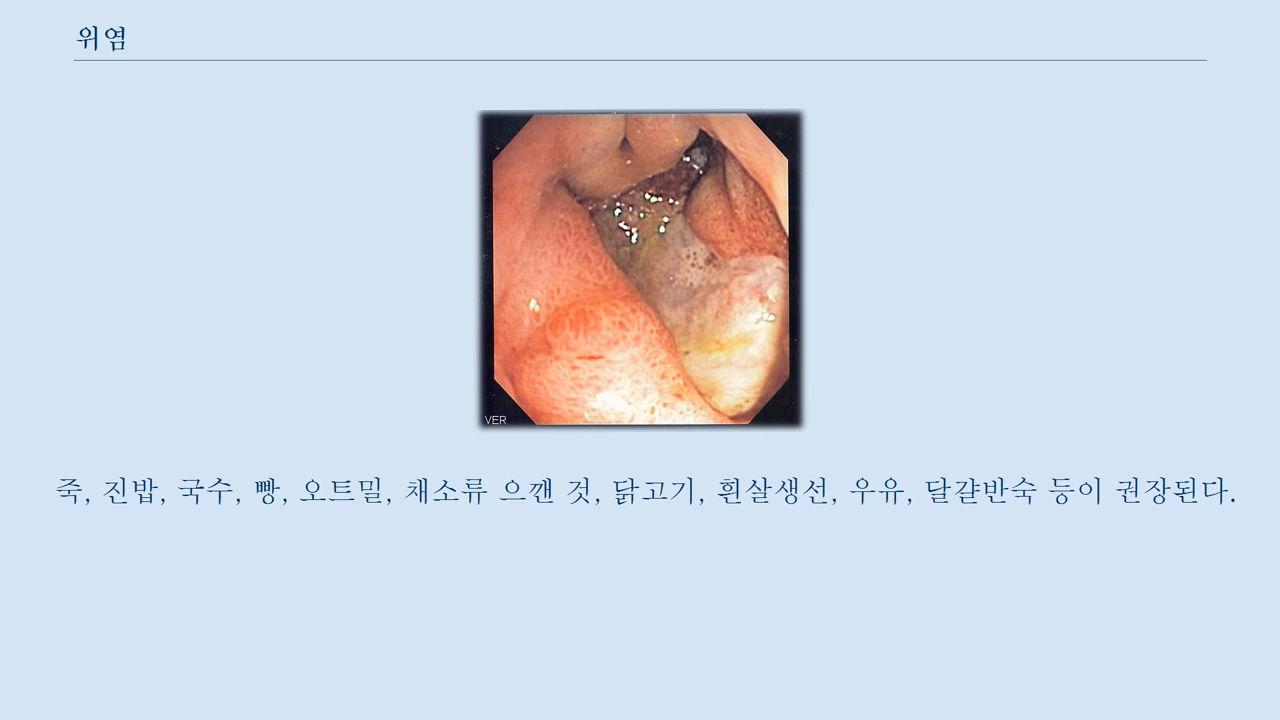 위염
VER
죽, 진밥, 국수, 빵, 오트밀, 채소류 으깬 것, 닭고기, 흰살생선, 우유, 달걀반숙 등이 권장된다.